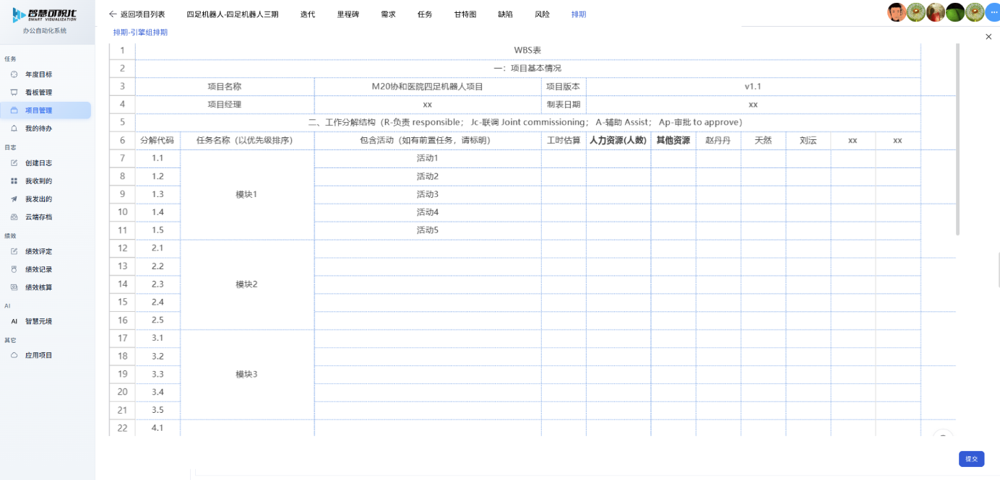 智慧可视化
SMART VISUALIZATION
办公自动化系统
任务
年度目标
看板管理
项目管理
我的待办
日志
创建日志
我收到的
我发出的
云端存档
绩效
绩效评定
绩效记录
绩效核算
AI
AI 智慧元境
其它
应用项目
返回项目列表 四足机器人-四足机器人三期 迭代 里程碑 需求 任务 甘特图 缺陷 风险 排期
排期-引擎组排期
1 WBS表
2 一：项目基本情况
3 项目名称 M20协和医院四足机器人项目 项目版本 v1.1
4 项目经理 xx 制表日期 xx
5 二、工作分解结构（R-负责 responsible； Jc-联调 Joint commissioning； A-辅助 Assist； Ap-审批 to approve）
6 分解代码 任务名称（以优先级排序） 包含活动（如有前置任务，请标明） 工时估算 人力资源(人数) 其他资源 赵丹丹 天然 刘沄 xx xx
7 1.1 活动1
8 1.2 活动2
9 1.3 模块1 活动3
10 1.4 活动4
11 1.5 活动5
12 2.1
13 2.2
14 2.3 模块2
15 2.4
16 2.5
17 3.1
18 3.2
19 3.3 模块3
20 3.4
21 3.5
22 4.1
提交